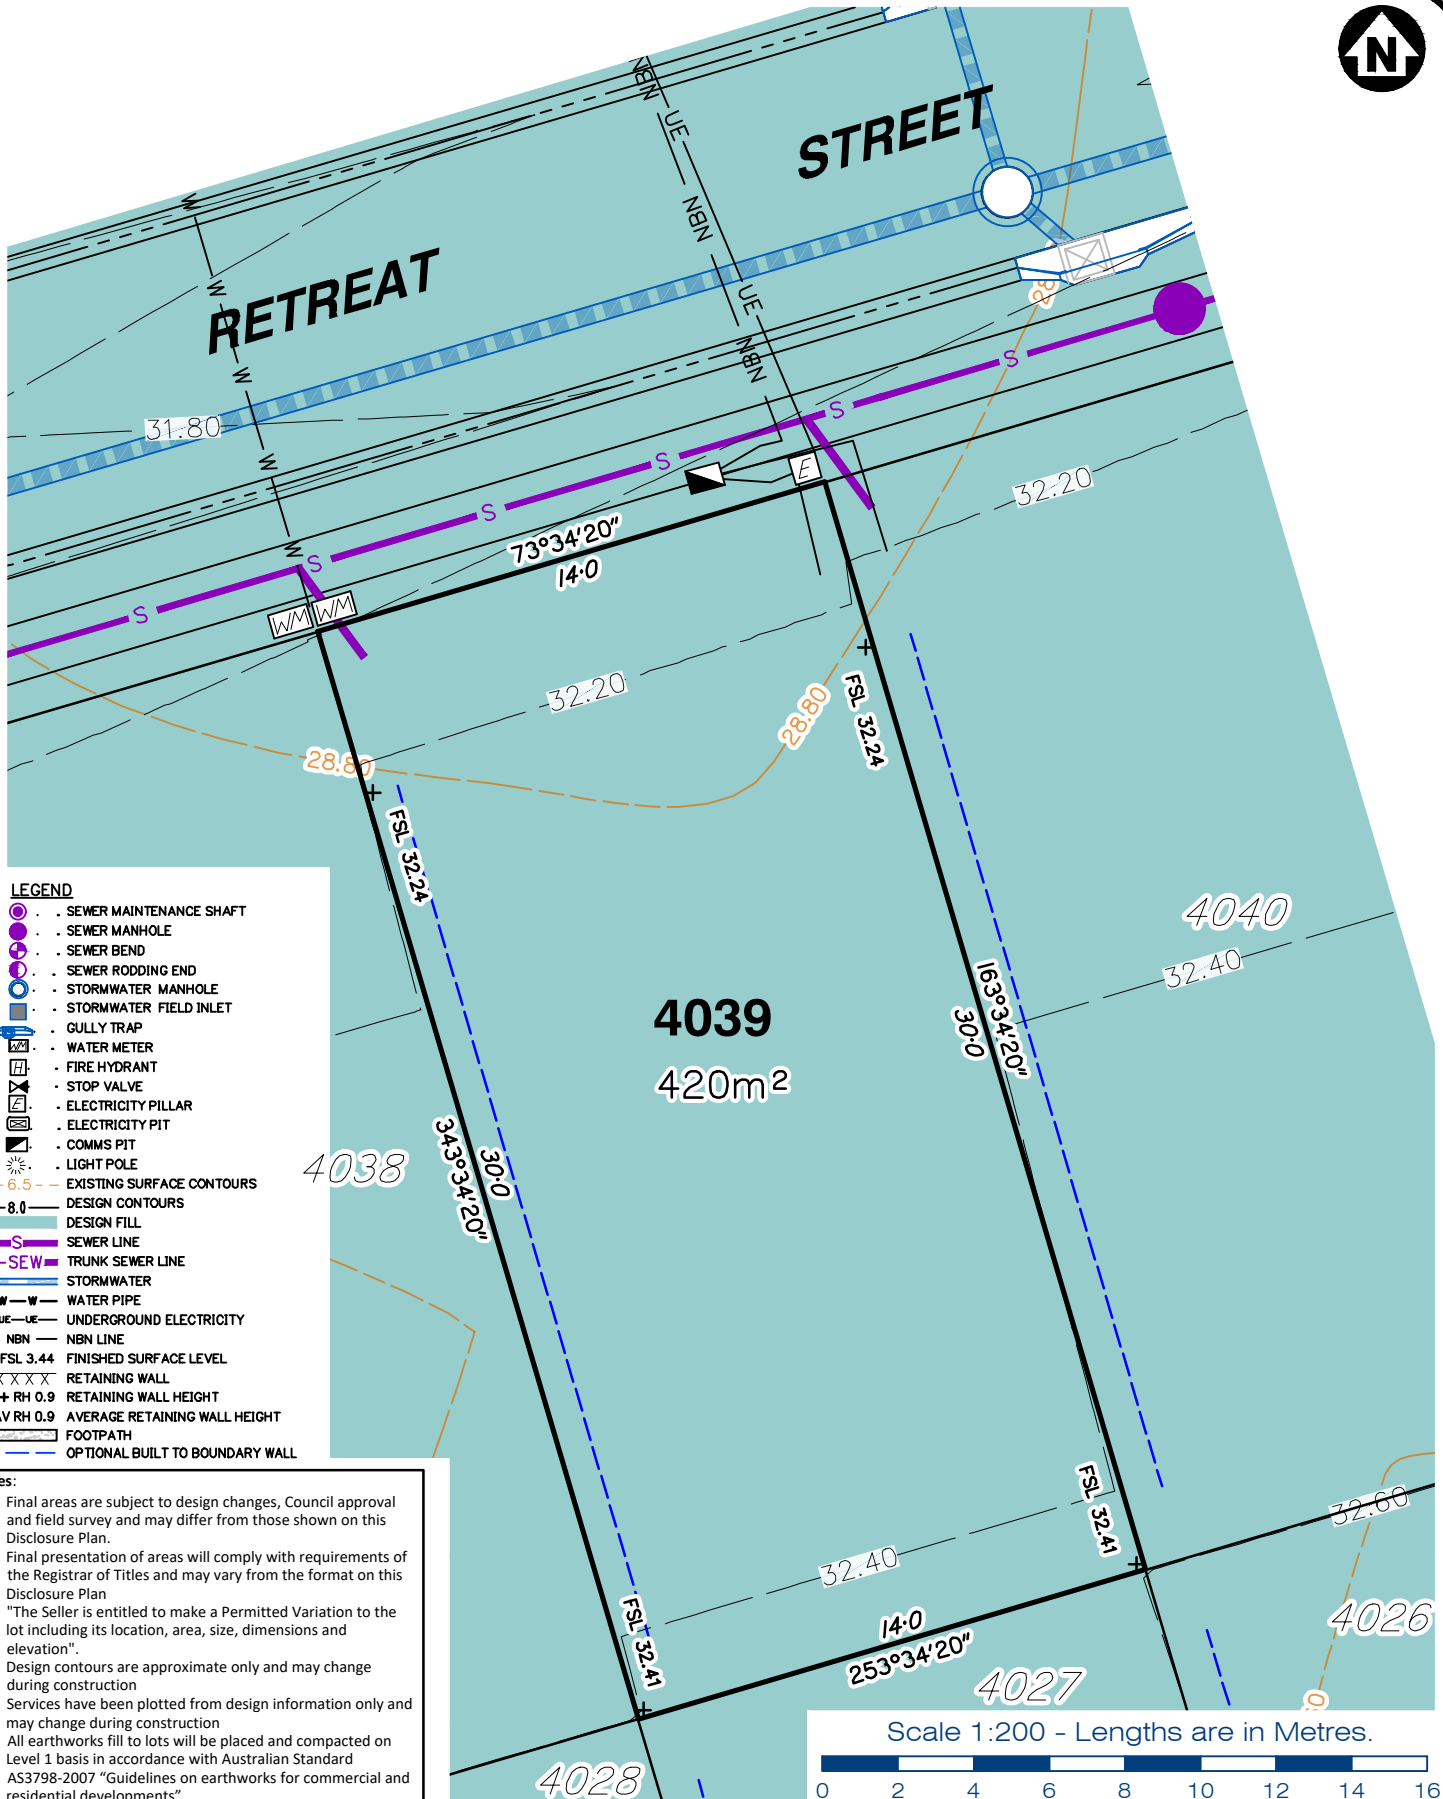 N
STREET
RETREAT
NBN
UE
NBN
NBN
UE
NBN
NBN
W
W
W
W
W
31.80
28
S
S
S
S
S
S
E
WM
WM
73°34'20"
14·0
32.20
32.20
28.80
28.80
FSL 32.24
FSL 32.24
4040
32.40
163°34'20"
30·0
4039
420m²
4038
30·0
343°34'20"
FSL 32.41
FSL 32.41
32.40
32.60
14·0
253°34'20"
4026
4027
4028
LEGEND
SEWER MAINTENANCE SHAFT
SEWER MANHOLE
SEWER BEND
SEWER RODDING END
STORMWATER MANHOLE
STORMWATER FIELD INLET
GULLY TRAP
WM WATER METER
H FIRE HYDRANT
STOP VALVE
E ELECTRICITY PILLAR
ELECTRICITY PIT
COMMS PIT
LIGHT POLE
6.5 EXISTING SURFACE CONTOURS
8.0 DESIGN CONTOURS
DESIGN FILL
S SEWER LINE
SEW TRUNK SEWER LINE
STORMWATER
W W WATER PIPE
UE UE UNDERGROUND ELECTRICITY
NBN NBN LINE
FSL 3.44 FINISHED SURFACE LEVEL
X X X X RETAINING WALL
+ RH 0.9 RETAINING WALL HEIGHT
AV RH 0.9 AVERAGE RETAINING WALL HEIGHT
FOOTPATH
OPTIONAL BUILT TO BOUNDARY WALL
es:
Final areas are subject to design changes, Council approval
and field survey and may differ from those shown on this
Disclosure Plan.
Final presentation of areas will comply with requirements of
the Registrar of Titles and may vary from the format on this
Disclosure Plan
"The Seller is entitled to make a Permitted Variation to the
lot including its location, area, size, dimensions and
elevation".
Design contours are approximate only and may change
during construction
Services have been plotted from design information only and
may change during construction
All earthworks fill to lots will be placed and compacted on
Level 1 basis in accordance with Australian Standard
AS3798-2007 “Guidelines on earthworks for commercial and
residential developments”
Scale 1:200 - Lengths are in Metres.
0 2 4 6 8 10 12 14 16